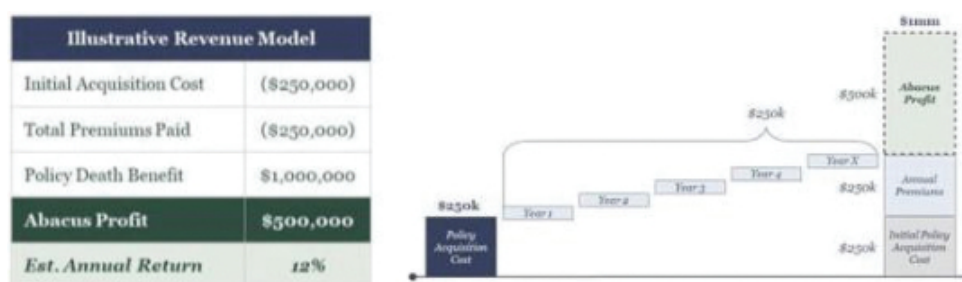 Illustrative Revenue Model
Initial Acquisition Cost ($250,000)
Total Premiums Paid ($250,000)
Policy Death Benefit $1,000,000
Abacus Profit $500,000
Est. Annual Return 12%
$1mm
$500k
Abacus
Profit
$250k
Year 1
Year 2
Year 3
Year 4
Year X
$250k
Annual
Premiums
$250k
Policy
Acquisition
Cost
$250k
Initial Policy
Acquisition
Cost